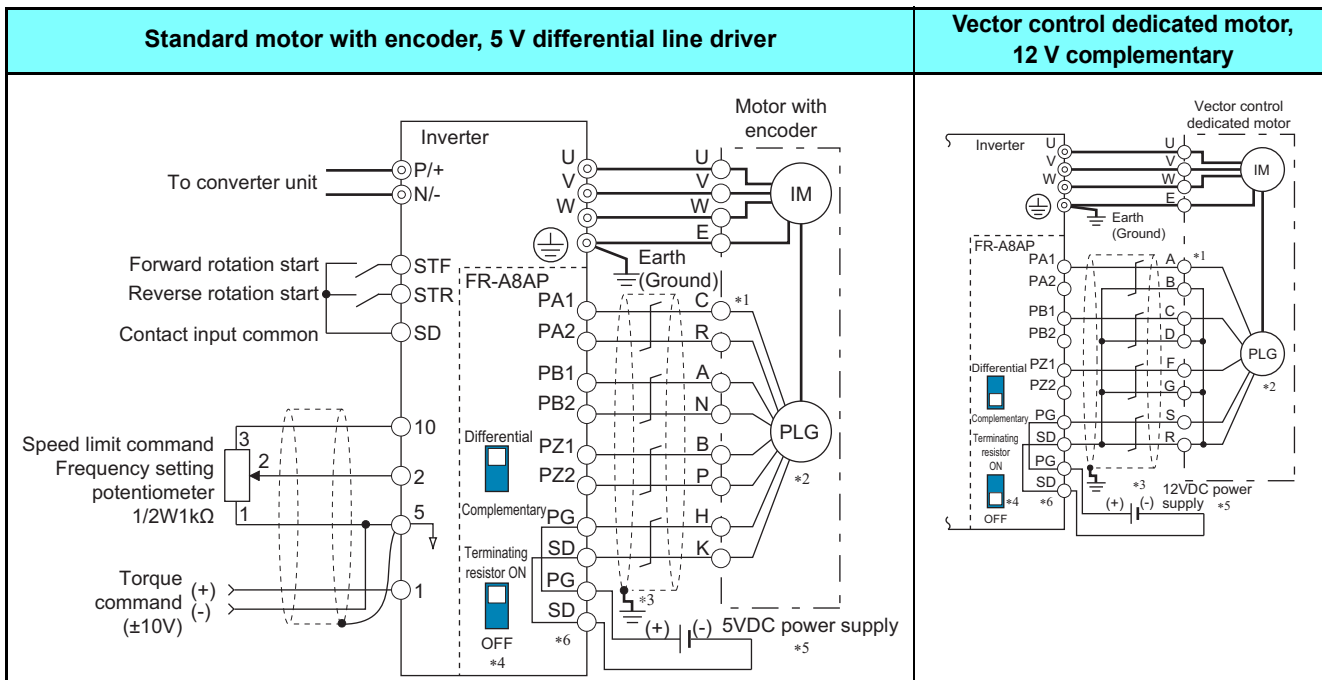 Standard motor with encoder, 5 V differential line driver
Vector control dedicated motor,
12 V complementary
Motor with
encoder
Inverter
To converter unit
P/+
N/-
U
V
W
U
V
W
E
IM
Earth
(Ground)
Forward rotation start
Reverse rotation start
Contact input common
STF
STR
SD
FR-A8AP
PA1
PA2
PB1
PB2
PZ1
PZ2
PG
SD
PG
SD
C
R
A
N
B
P
H
K
*1
PLG
*2
Differential
Complementary
Terminating
resistor ON
OFF
*4
*6
*3
(+)
(-)
5VDC power supply
*5
Speed limit command
Frequency setting
potentiometer
1/2W1kΩ
3
2
1
10
2
5
1
Torque
command
(±10V)
(+)
(-)
Vector control
dedicated motor
Inverter
U
V
W
U
V
W
E
IM
Earth
(Ground)
FR-A8AP
PA1
PA2
PB1
PB2
PZ1
PZ2
PG
SD
PG
SD
A
B
C
D
F
G
S
R
*1
PLG
*2
Differential
Complementary
Terminating
resistor
ON
*4
OFF
*6
*3
(+)
(-)
12VDC power
supply
*5